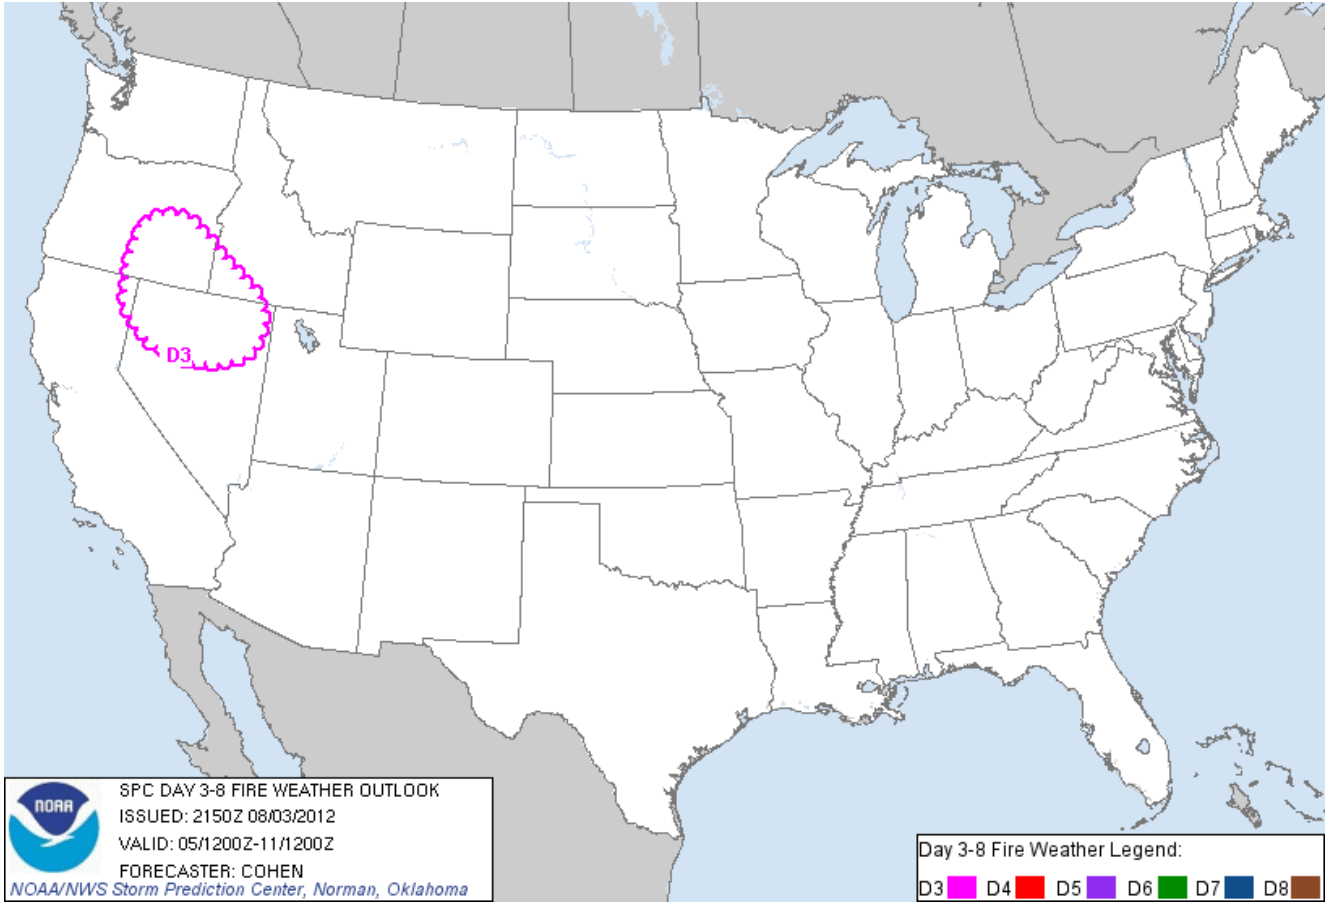 D3
NOAA
SPC DAY 3-8 FIRE WEATHER OUTLOOK
ISSUED: 2150Z 08/03/2012
VALID: 05/1200Z-11/1200Z
FORECASTER: COHEN
NOAA/NWS Storm Prediction Center, Norman, Oklahoma
Day 3-8 Fire Weather Legend:
D3 D4 D5 D6 D7 D8